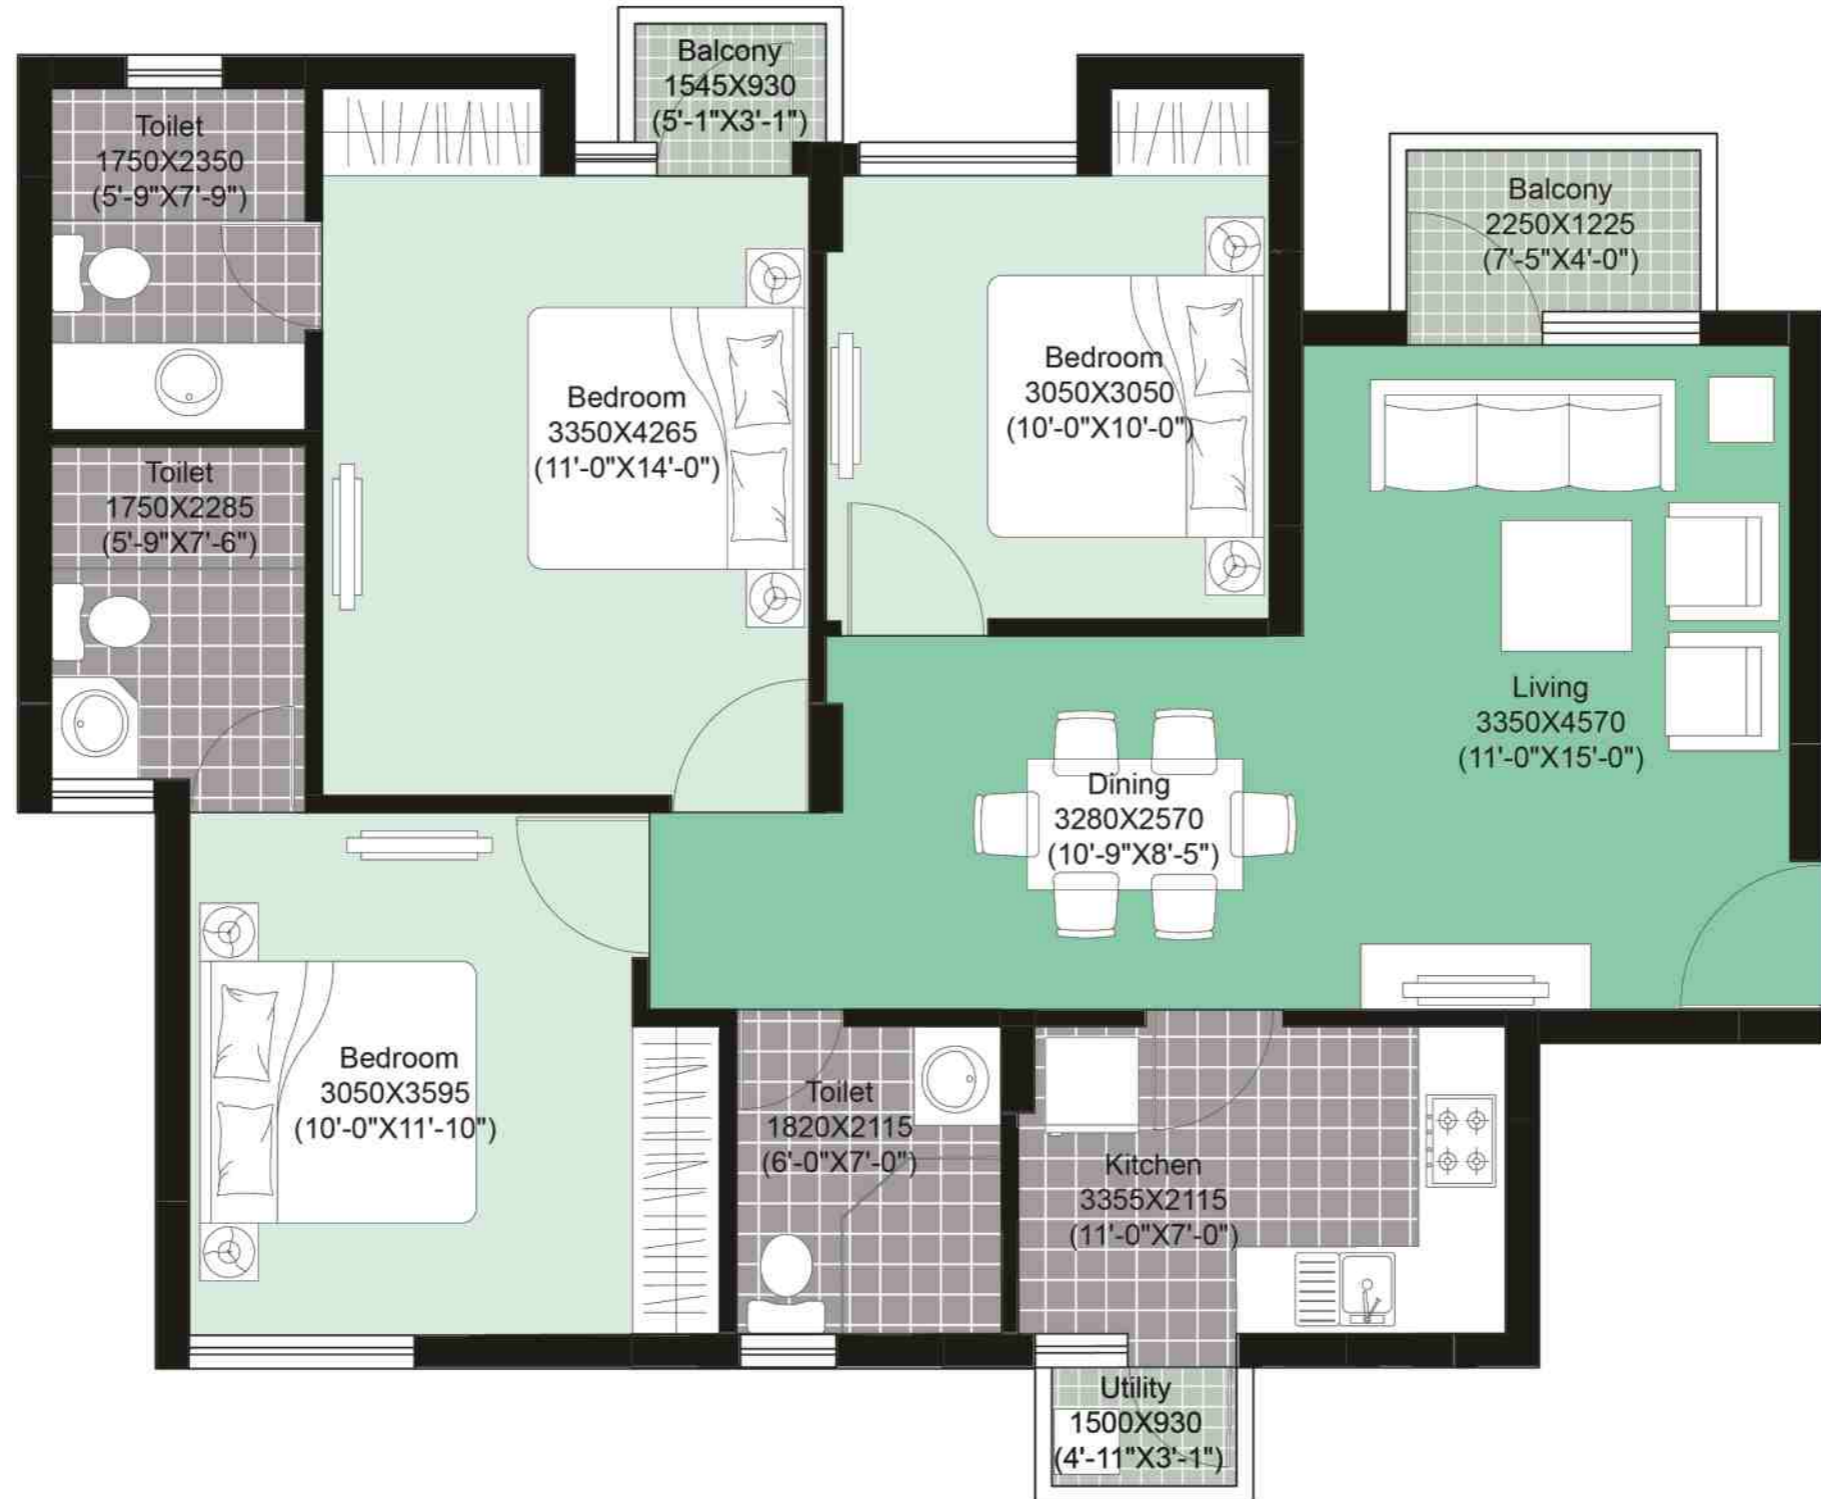 Balcony
1545X930
(5'-1"X3'-1")
Toilet
1750X2350
(5'-9"X7'-9")
Balcony
2250X1225
(7'-5"X4'-0")
Bedroom
3350X4265
(11'-0"X14'-0")
Bedroom
3050X3050
(10'-0"X10'-0")
Toilet
1750X2285
(5'-9"X7'-6")
Living
3350X4570
(11'-0"X15'-0")
Dining
3280X2570
(10'-9"X8'-5")
Bedroom
3050X3595
(10'-0"X11'-10")
Toilet
1820X2115
(6'-0"X7'-0")
Kitchen
3355X2115
(11'-0"X7'-0")
Utility
1500X930
(4'-11"X3'-1")